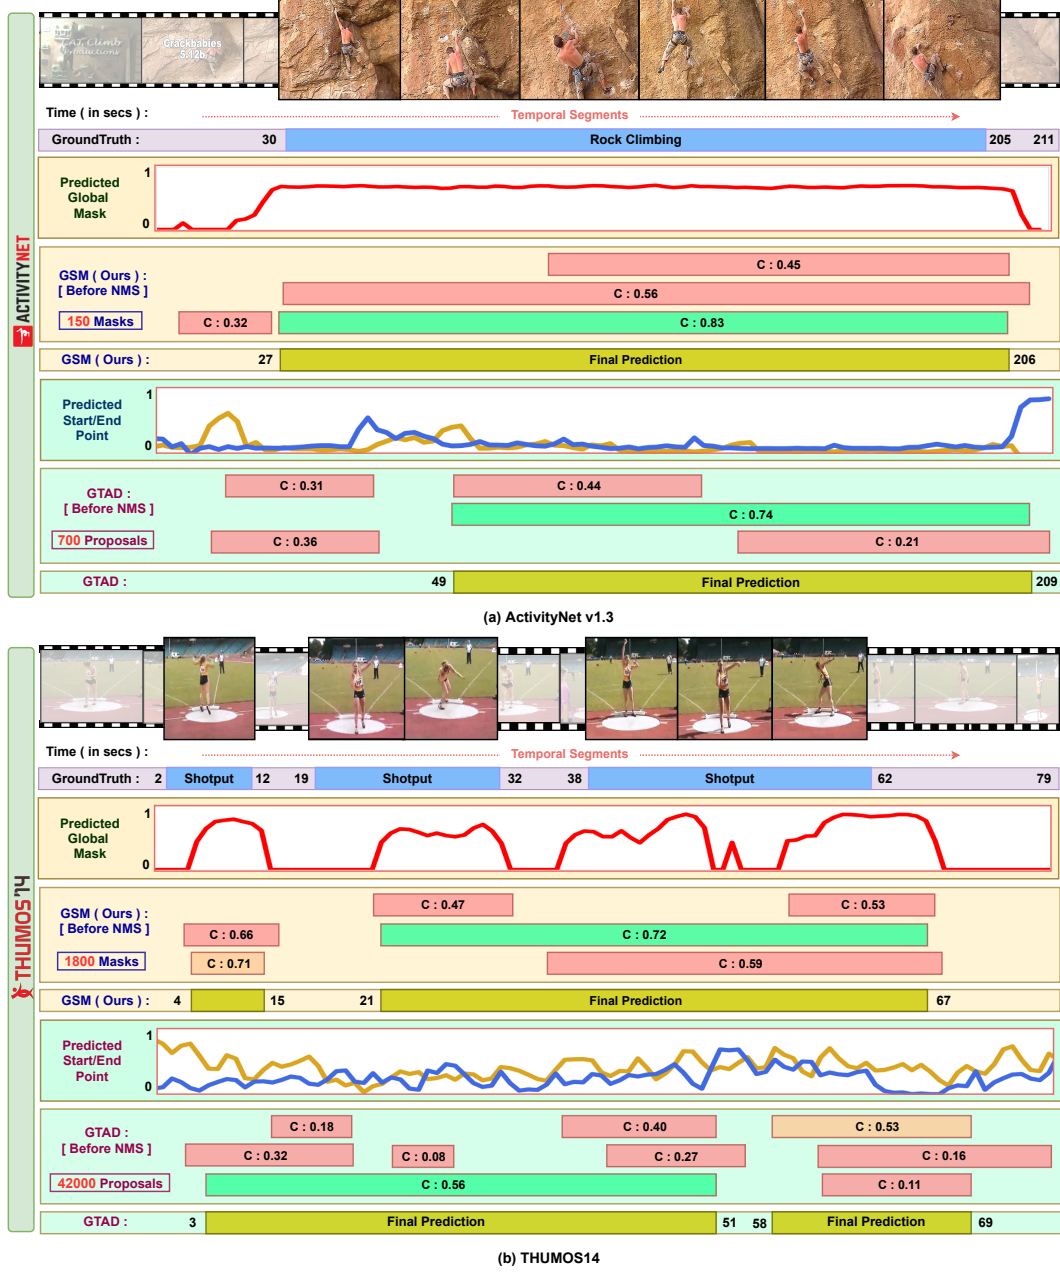 CAT Climb
Productions
Crackbabies
5.12b
Time ( in secs ) :
Temporal Segments
GroundTruth :
30
Rock Climbing
205
211
Predicted
Global
Mask
1
0
GSM ( Ours ) :
[ Before NMS ]
150 Masks
C : 0.45
C : 0.56
C : 0.32
C : 0.83
GSM ( Ours ) :
27
Final Prediction
206
Predicted
Start/End
Point
1
0
GTAD :
[ Before NMS ]
700 Proposals
C : 0.31
C : 0.44
C : 0.74
C : 0.36
C : 0.21
GTAD :
49
Final Prediction
209
ACTIVITYNET
(a) ActivityNet v1.3
Time ( in secs ) :
Temporal Segments
GroundTruth :
2
Shotput
12
19
Shotput
32
38
Shotput
62
79
Predicted
Global
Mask
1
0
GSM ( Ours ) :
[ Before NMS ]
1800 Masks
C : 0.47
C : 0.53
C : 0.66
C : 0.72
C : 0.71
C : 0.59
GSM ( Ours ) :
4
15
21
Final Prediction
67
Predicted
Start/End
Point
1
0
GTAD :
[ Before NMS ]
42000 Proposals
C : 0.18
C : 0.40
C : 0.53
C : 0.32
C : 0.08
C : 0.27
C : 0.16
C : 0.56
C : 0.11
GTAD :
3
Final Prediction
51
58
Final Prediction
69
THUMOS'14
(b) THUMOS14